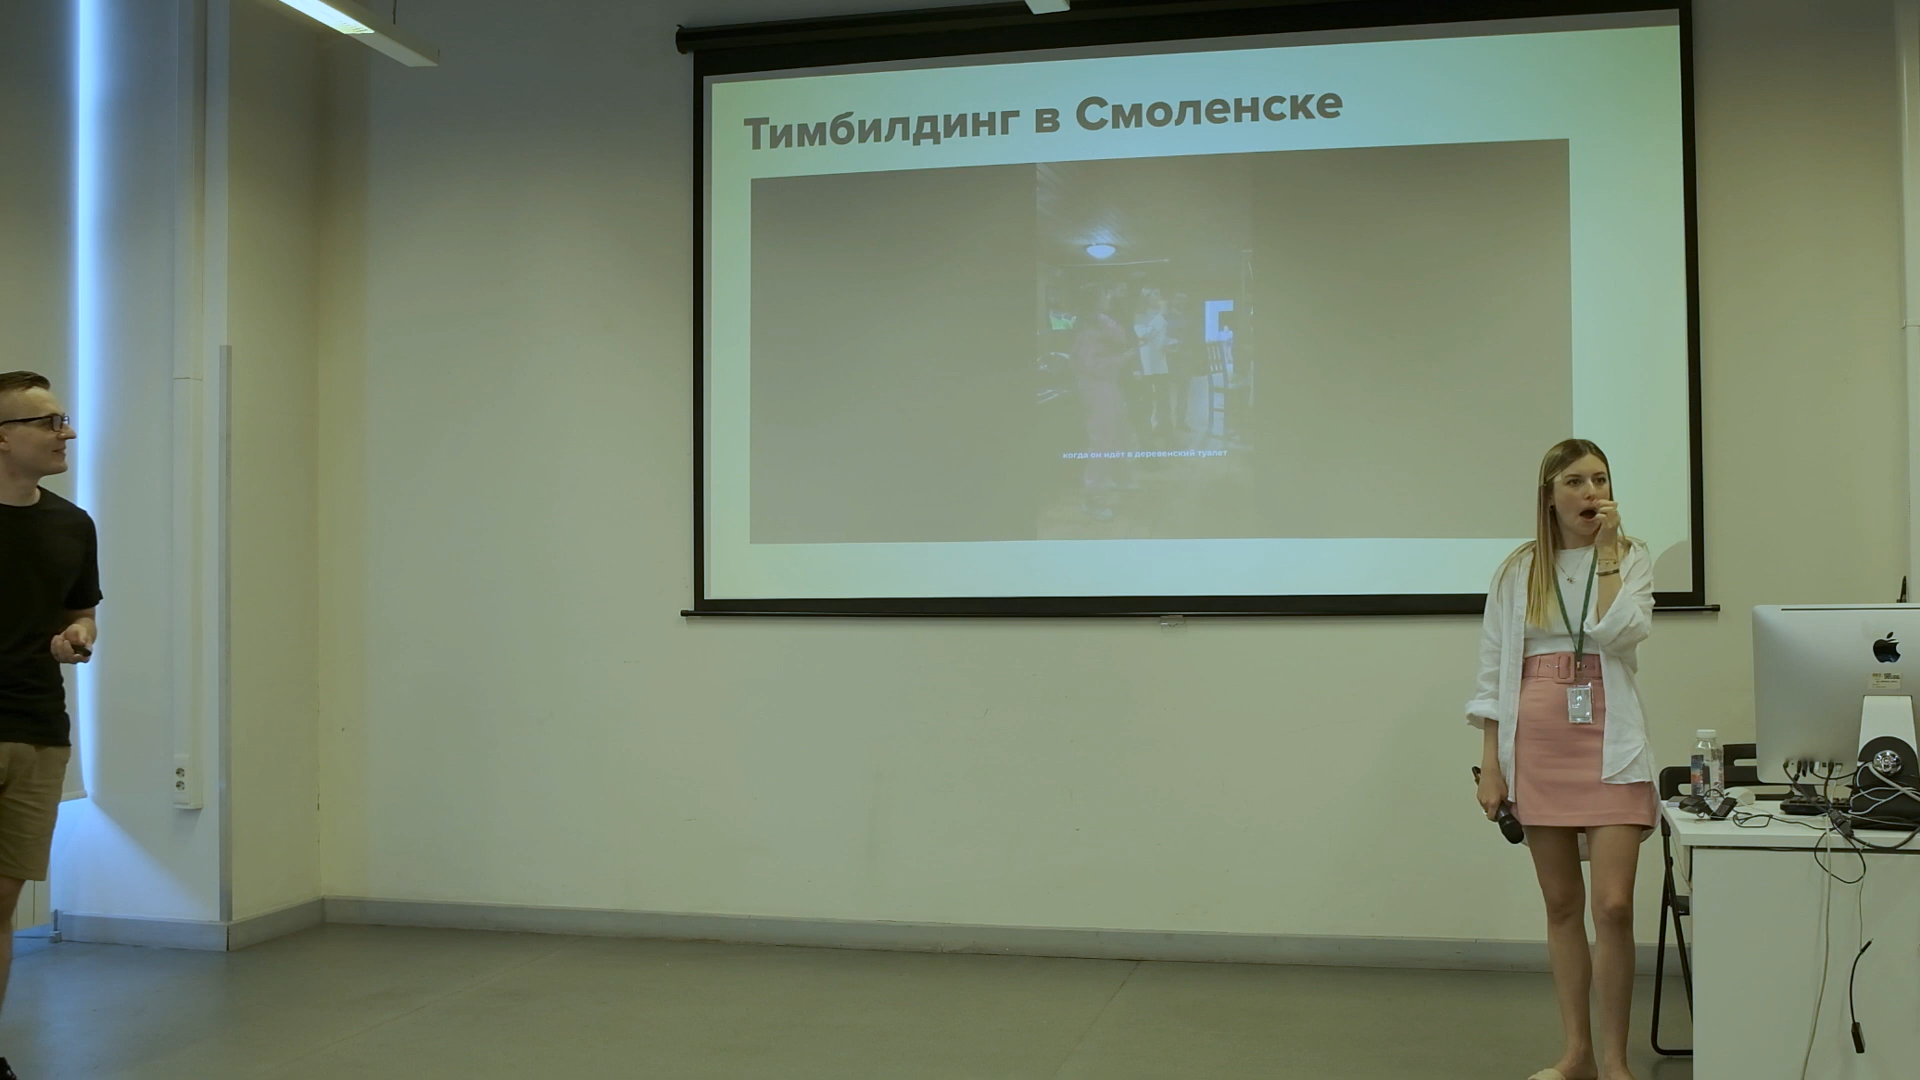 Тимбилдинг в Смоленске
когда он идёт в деревенский туалет